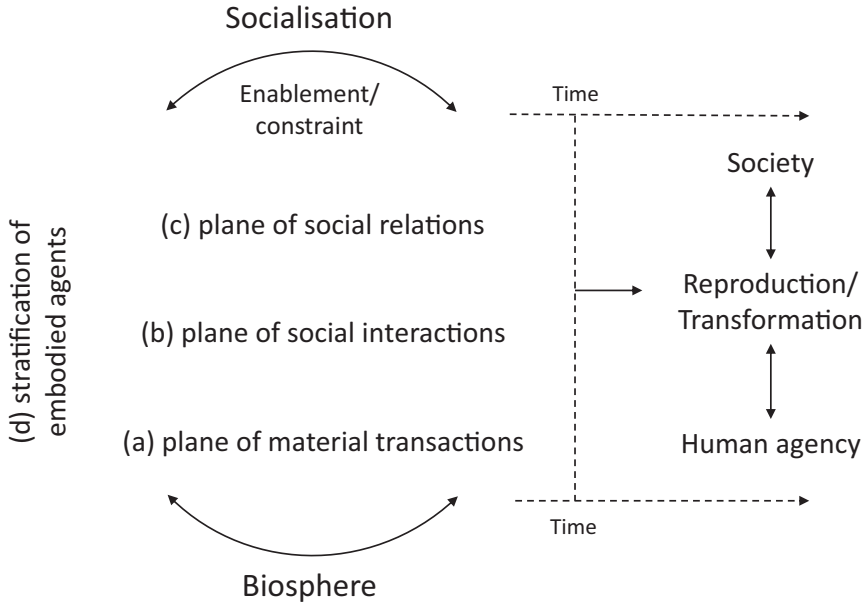 Socialisation
Enablement/
constraint
Time
Society
(c) plane of social relations
(d) stratification of
embodied agents
Reproduction/
Transformation
(b) plane of social interactions
(a) plane of material transactions
Human agency
Time
Biosphere